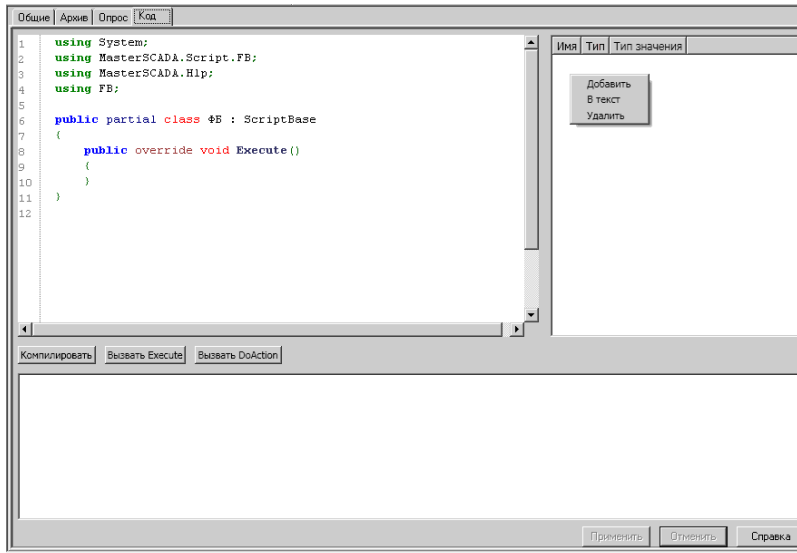 Общие Архив Опрос Код
1 using System;
2 using MasterSCADA.Script.FB;
3 using MasterSCADA.Hlp;
4 using FB;
5
6 public partial class ФБ : ScriptBase
7 {
8 public override void Execute()
9 {
10 }
11 }
12
Имя Тип Тип значения
Добавить
В текст
Удалить
Компилировать Вызвать Execute Вызвать DoAction
Применить Отменить Справка